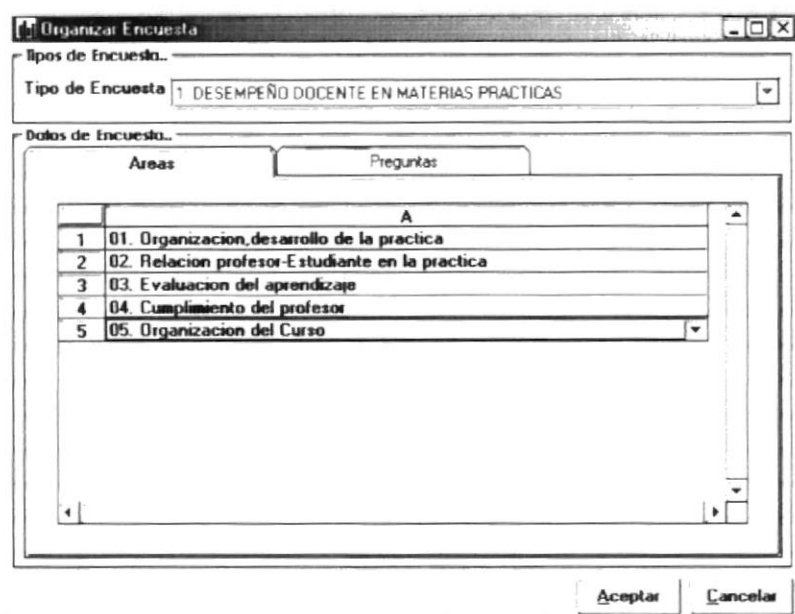 Organizar Encuesta
Tipos de Encuesta..
Tipo de Encuesta 1 DESEMPEÑO DOCENTE EN MATERIAS PRACTICAS
Datos de Encuesta..
Areas Preguntas
A
1 01. Organizacion,desarrollo de la practica
2 02. Relacion profesor-Estudiante en la practica
3 03. Evaluacion del aprendizaje
4 04. Cumplimiento del profesor
5 05. Organizacion del Curso
Aceptar Cancelar